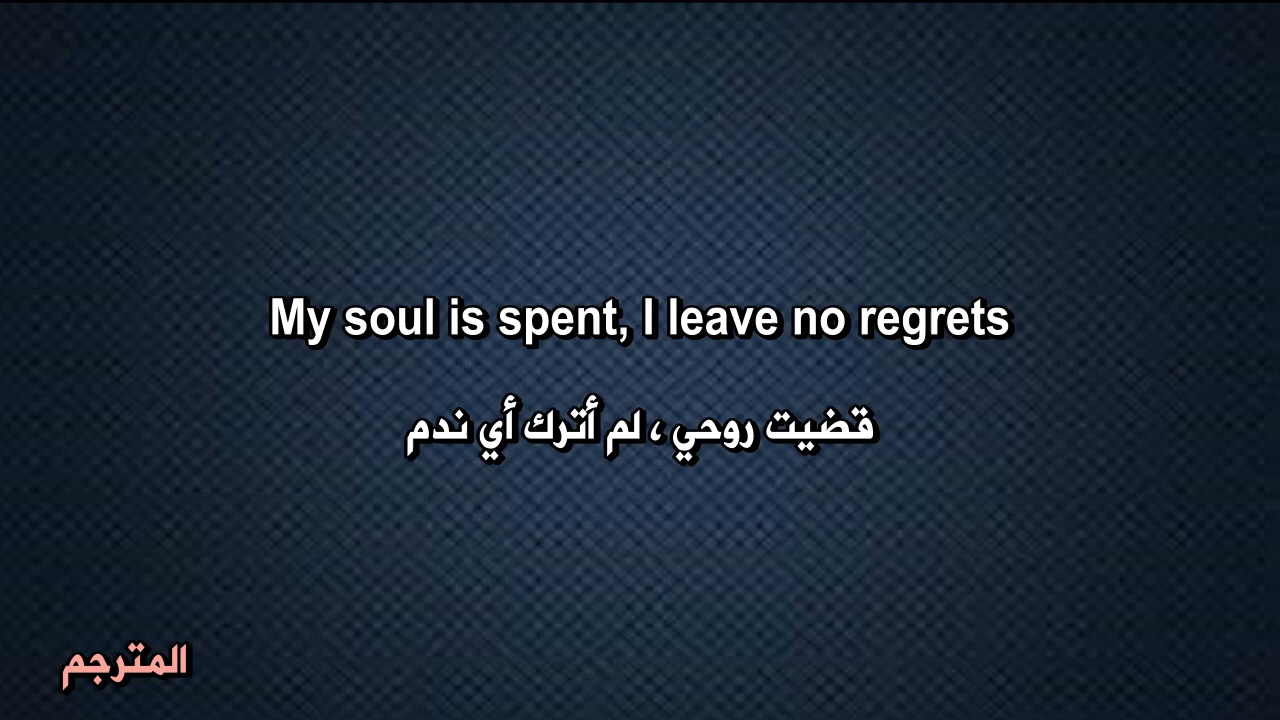 My soul is spent, I leave no regrets
قضيت روحي ، لم أترك أي ندم
المترجم